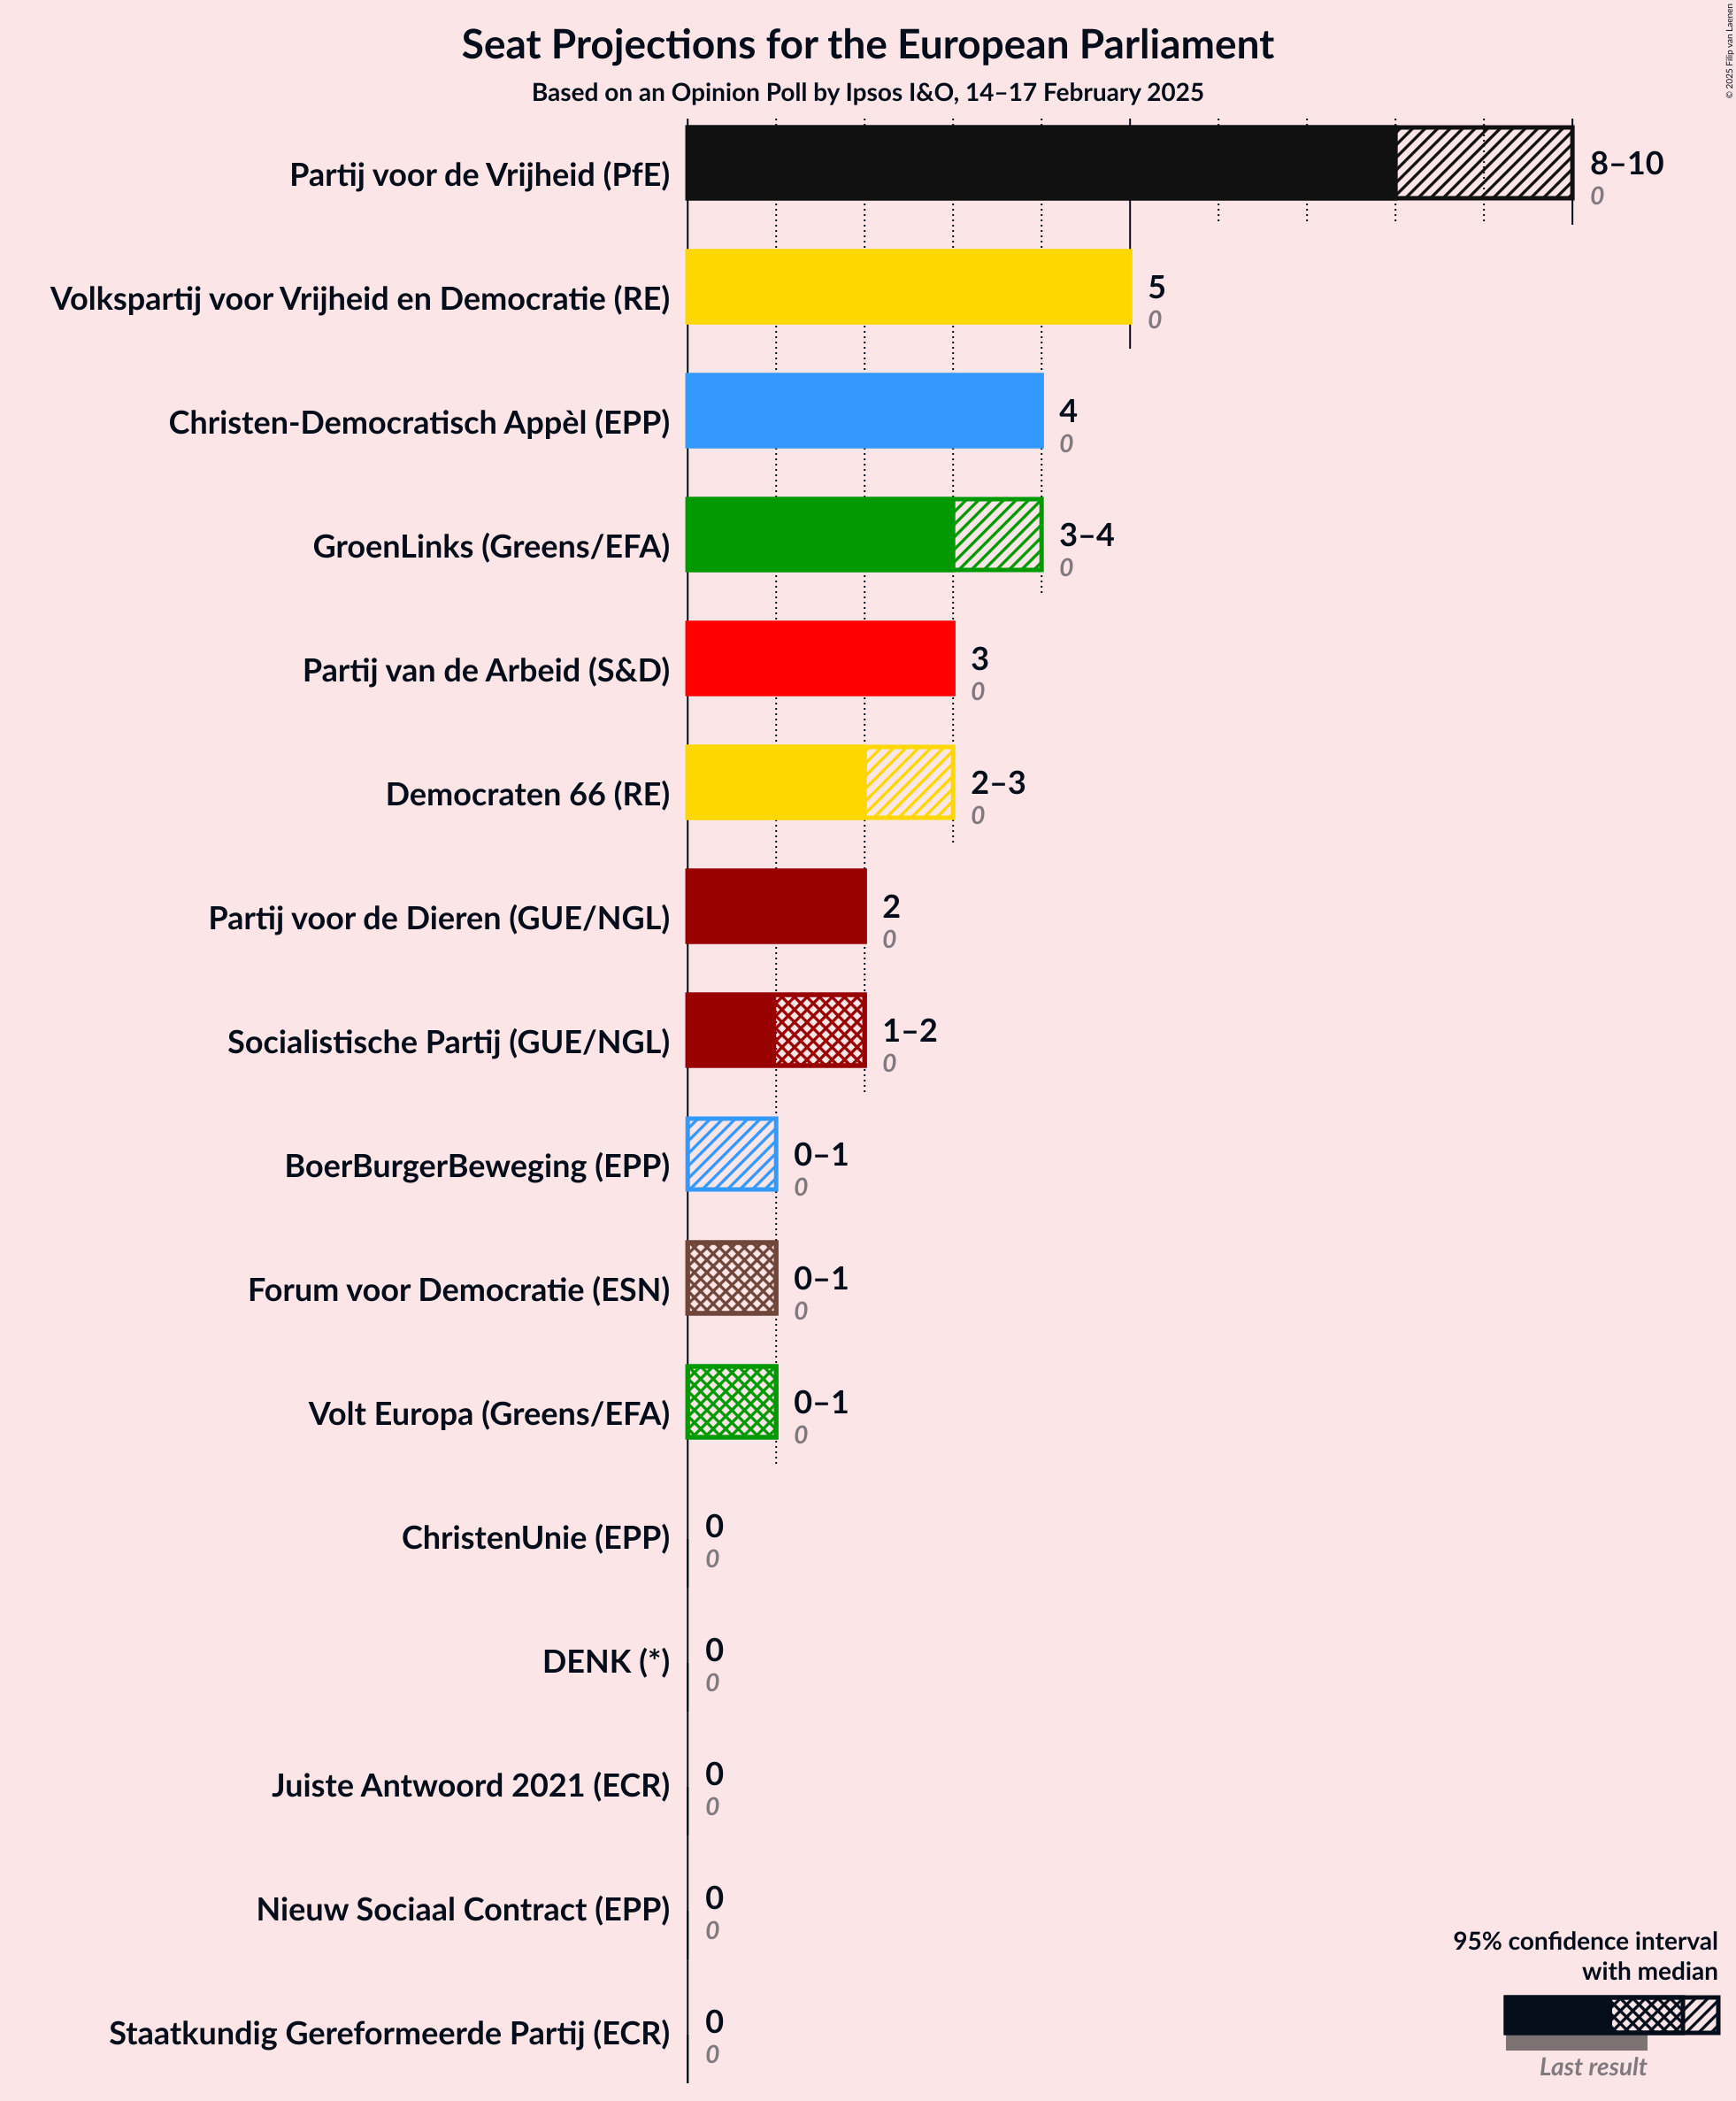 Seat Projections for the European Parliament
Based on an Opinion Poll by Ipsos I&O, 14–17 February 2025
© 2025 Filip van Laenen
Partij voor de Vrijheid (PfE)
8–10
0
Volkspartij voor Vrijheid en Democratie (RE)
5
0
Christen-Democratisch Appèl (EPP)
4
0
GroenLinks (Greens/EFA)
3–4
0
Partij van de Arbeid (S&D)
3
0
Democraten 66 (RE)
2–3
0
Partij voor de Dieren (GUE/NGL)
2
0
Socialistische Partij (GUE/NGL)
1–2
0
BoerBurgerBeweging (EPP)
0–1
0
Forum voor Democratie (ESN)
0–1
0
Volt Europa (Greens/EFA)
0–1
0
ChristenUnie (EPP)
0
0
DENK (*)
0
0
Juiste Antwoord 2021 (ECR)
0
0
Nieuw Sociaal Contract (EPP)
0
0
Staatkundig Gereformeerde Partij (ECR)
0
0
95% confidence interval
with median
Last result